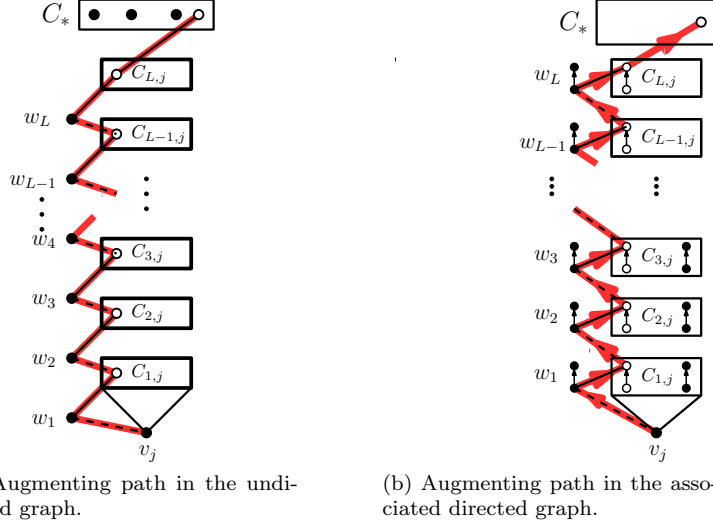 C_*
C_{L,j}
w_L
C_{L-1,j}
w_{L-1}
w_4
C_{3,j}
w_3
C_{2,j}
w_2
C_{1,j}
w_1
v_j
Augmenting path in the undi-
d graph.
C_*
w_L
C_{L,j}
w_{L-1}
C_{L-1,j}
w_3
C_{3,j}
w_2
C_{2,j}
w_1
C_{1,j}
v_j
(b) Augmenting path in the asso-
ciated directed graph.